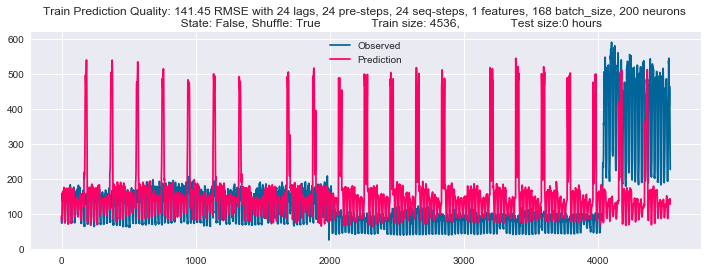 Train Prediction Quality: 141.45 RMSE with 24 lags, 24 pre-steps, 24 seq-steps, 1 features, 168 batch_size, 200 neurons
State: False, Shuffle: True Train size: 4536, Test size:0 hours
Observed
Prediction
600
500
400
300
200
100
0
0 1000 2000 3000 4000